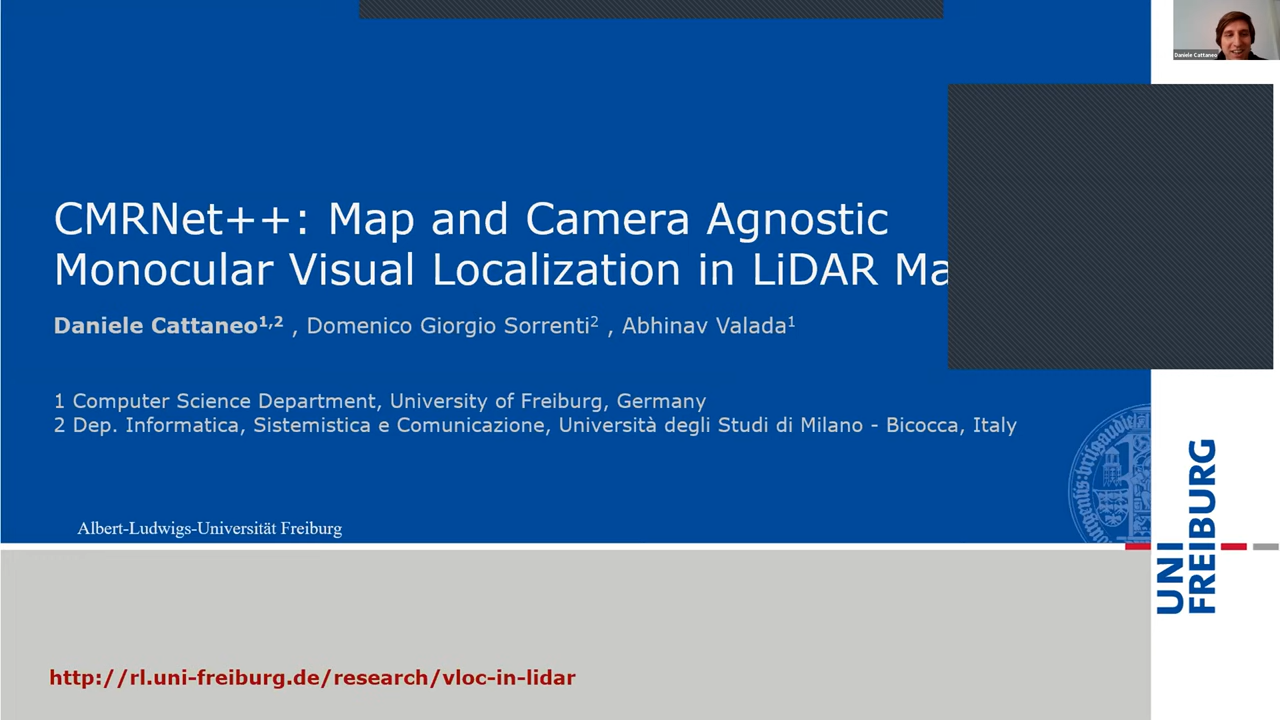 Daniele Cattaneo
CMRNet++: Map and Camera Agnostic
Monocular Visual Localization in LiDAR Ma
Daniele Cattaneo1,2 , Domenico Giorgio Sorrenti2 , Abhinav Valada1
1 Computer Science Department, University of Freiburg, Germany
2 Dep. Informatica, Sistemistica e Comunicazione, Università degli Studi di Milano - Bicocca, Italy
Albert-Ludwigs-Universität Freiburg
UNI
FREIBURG
http://rl.uni-freiburg.de/research/vloc-in-lidar